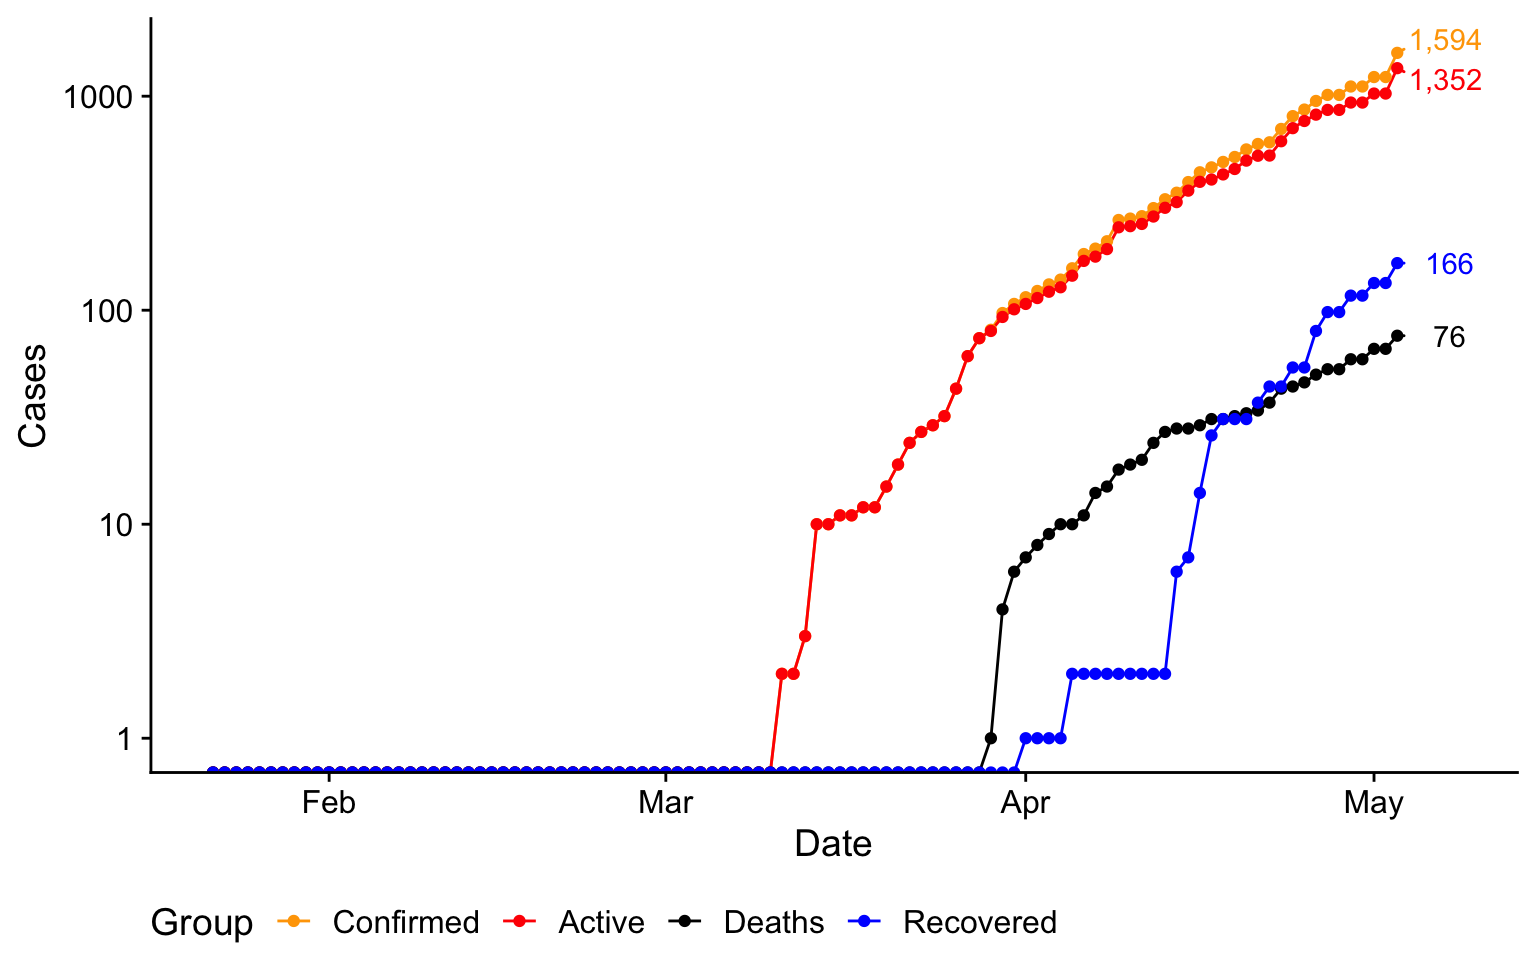 1,594
1000
1,352
166
100
76
Cases
10
1
Feb Mar Apr May
Date
Group Confirmed Active Deaths Recovered